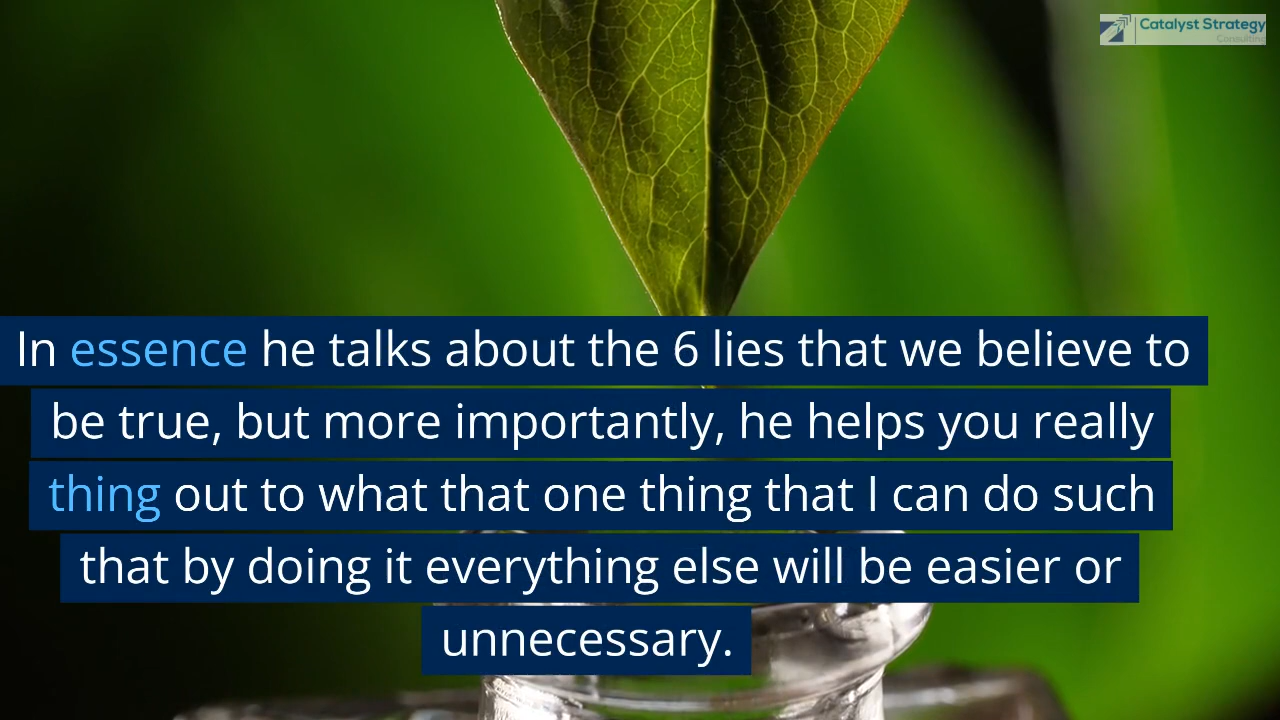 Catalyst Strategy
Consulting
In essence he talks about the 6 lies that we believe to
be true, but more importantly, he helps you really
thing out to what that one thing that I can do such
that by doing it everything else will be easier or
unnecessary.